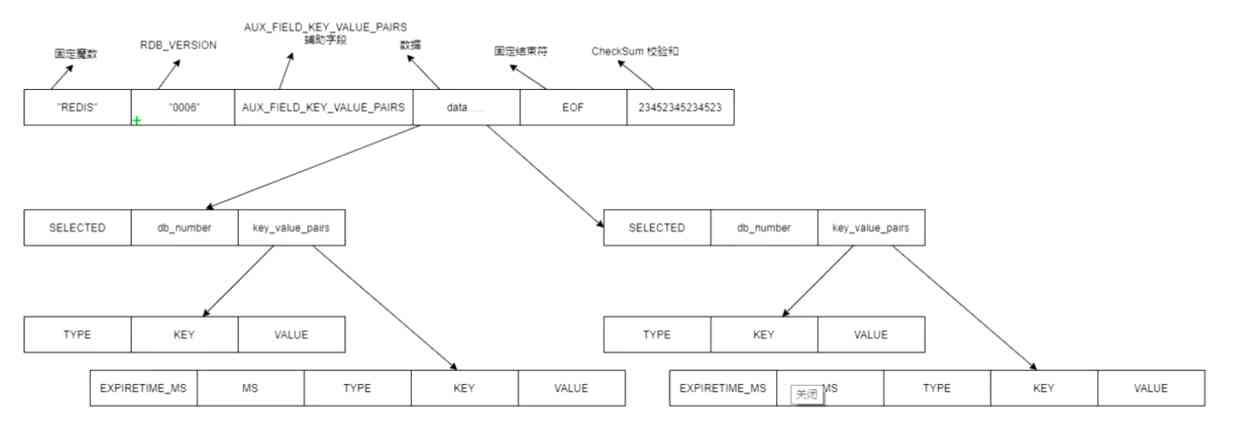 AUX_FIELD_KEY_VALUE_PAIRS
固定魔数
RDB_VERSION
辅助字段
数据
固定结束符
CheckSum 校验和
"REDIS"
"0006"
AUX_FIELD_KEY_VALUE_PAIRS
data......
EOF
23452345234523
SELECTED
db_number
key_value_pairs
SELECTED
db_number
key_value_pairs
TYPE
KEY
VALUE
TYPE
KEY
VALUE
EXPIRETIME_MS
MS
TYPE
KEY
VALUE
EXPIRETIME_MS
MS
关闭
TYPE
KEY
VALUE